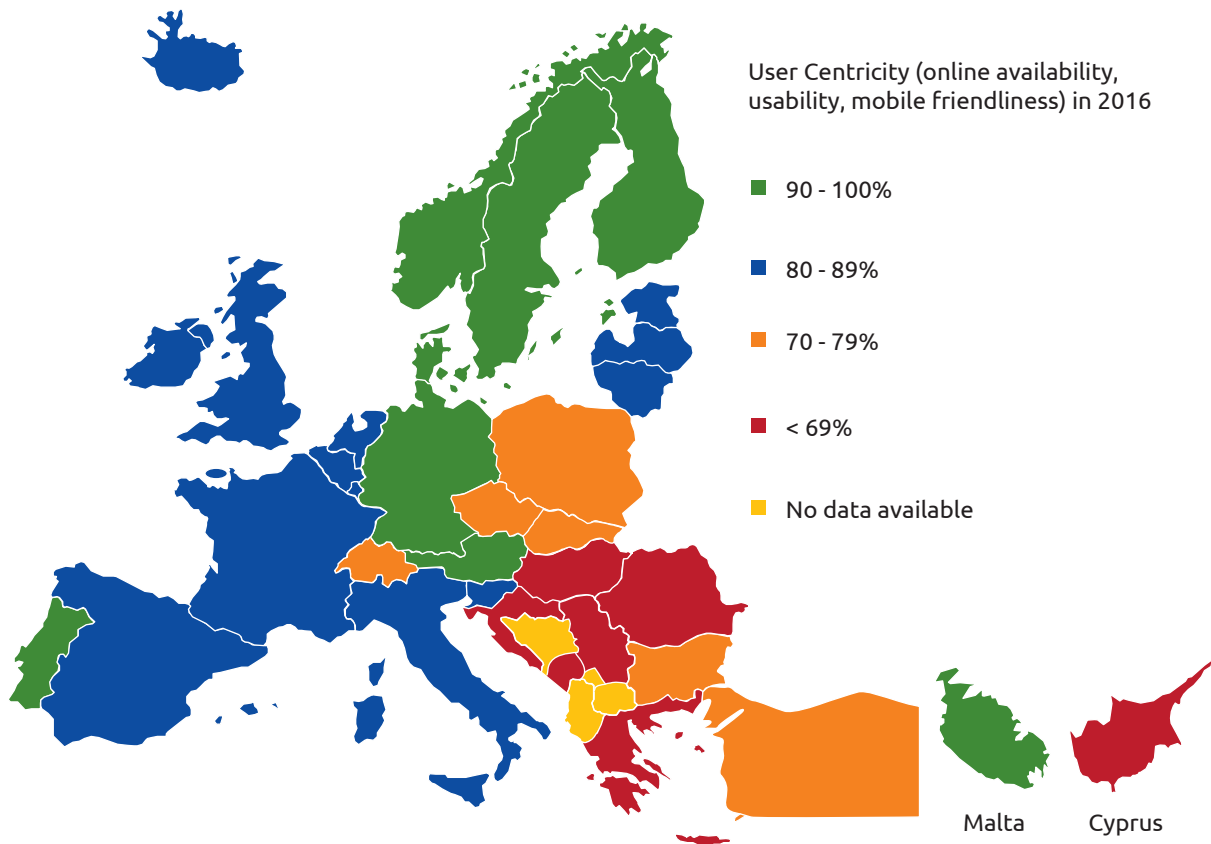 User Centricity (online availability,
usability, mobile friendliness) in 2016
90 - 100%
80 - 89%
70 - 79%
< 69%
No data available
Malta
Cyprus